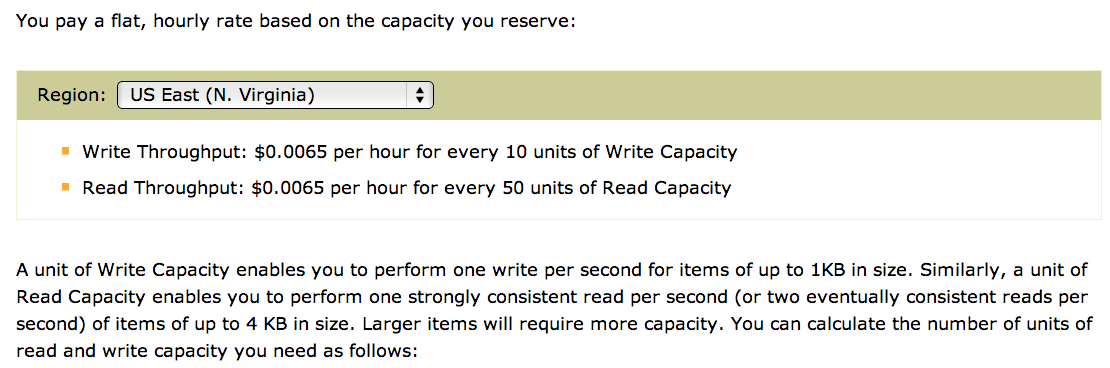 You pay a flat, hourly rate based on the capacity you reserve:
Region: US East (N. Virginia)
Write Throughput: $0.0065 per hour for every 10 units of Write Capacity
Read Throughput: $0.0065 per hour for every 50 units of Read Capacity
A unit of Write Capacity enables you to perform one write per second for items of up to 1KB in size. Similarly, a unit of
Read Capacity enables you to perform one strongly consistent read per second (or two eventually consistent reads per
second) of items of up to 4 KB in size. Larger items will require more capacity. You can calculate the number of units of
read and write capacity you need as follows: